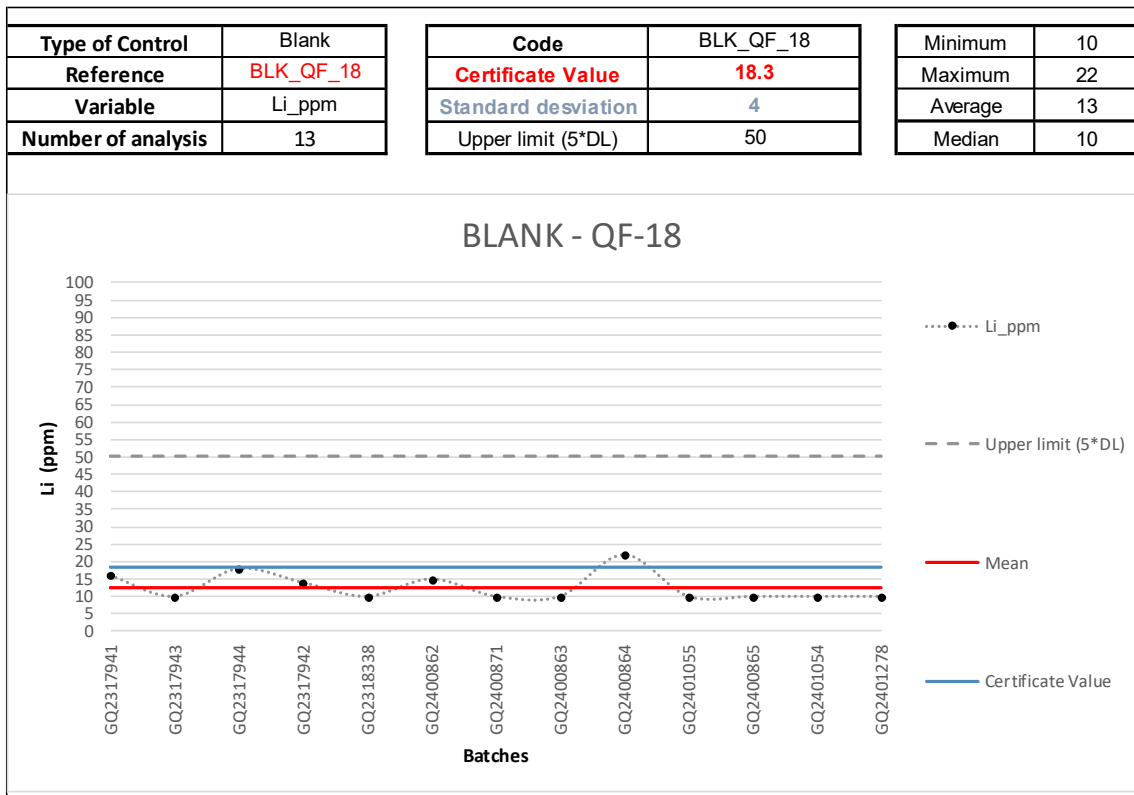 Type of Control Blank
Reference BLK_QF_18
Variable Li_ppm
Number of analysis 13
Code BLK_QF_18
Certificate Value 18.3
Standard desviation 4
Upper limit (5*DL) 50
Minimum 10
Maximum 22
Average 13
Median 10
BLANK - QF-18
Li (ppm)
100
95
90
85
80
75
70
65
60
55
50
45
40
35
30
25
20
15
10
5
0
GQ2317941
GQ2317943
GQ2317944
GQ2317942
GQ2318338
GQ2400862
GQ2400871
GQ2400863
GQ2400864
GQ2401055
GQ2400865
GQ2401054
GQ2401278
Batches
Li_ppm
Upper limit (5*DL)
Mean
Certificate Value